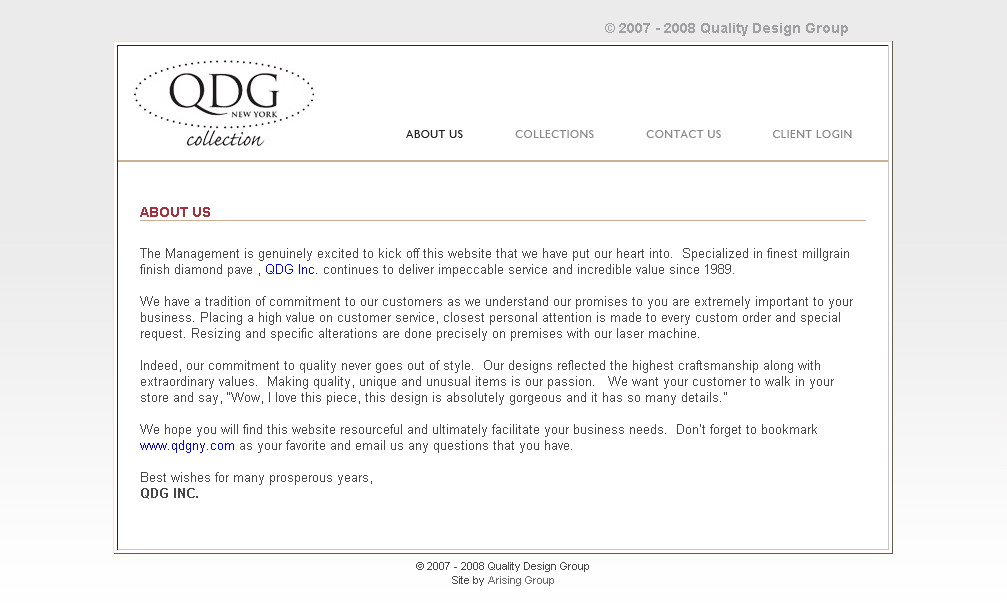 © 2007 - 2008 Quality Design Group
QDG
NEW YORK
collection
ABOUT US COLLECTIONS CONTACT US CLIENT LOGIN
ABOUT US
The Management is genuinely excited to kick off this website that we have put our heart into.  Specialized in finest millgrain
finish diamond pave , QDG Inc. continues to deliver impeccable service and incredible value since 1989.
We have a tradition of commitment to our customers as we understand our promises to you are extremely important to your
business. Placing a high value on customer service, closest personal attention is made to every custom order and special
request. Resizing and specific alterations are done precisely on premises with our laser machine.
Indeed, our commitment to quality never goes out of style.  Our designs reflected the highest craftsmanship along with
extraordinary values.  Making quality, unique and unusual items is our passion.   We want your customer to walk in your
store and say, "Wow, I love this piece, this design is absolutely gorgeous and it has so many details."
We hope you will find this website resourceful and ultimately facilitate your business needs.  Don't forget to bookmark
www.qdgny.com as your favorite and email us any questions that you have.
Best wishes for many prosperous years,
QDG INC.
© 2007 - 2008 Quality Design Group
Site by Arising Group